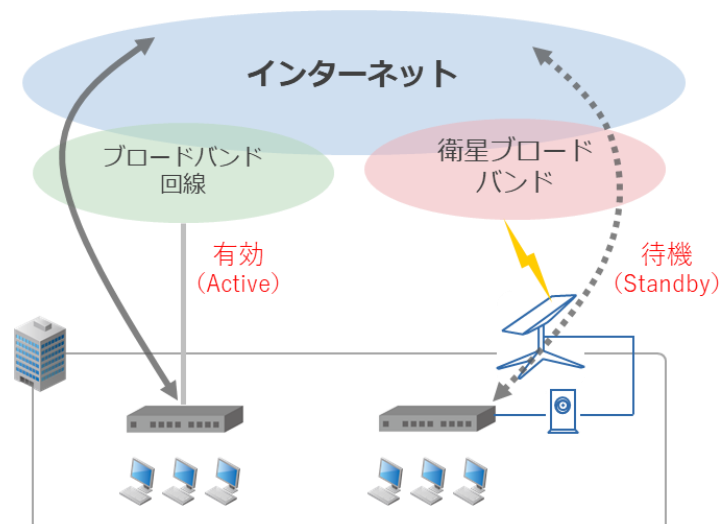 インターネット
ブロードバンド
回線
衛星ブロード
バンド
有効
（Active）
待機
（Standby）